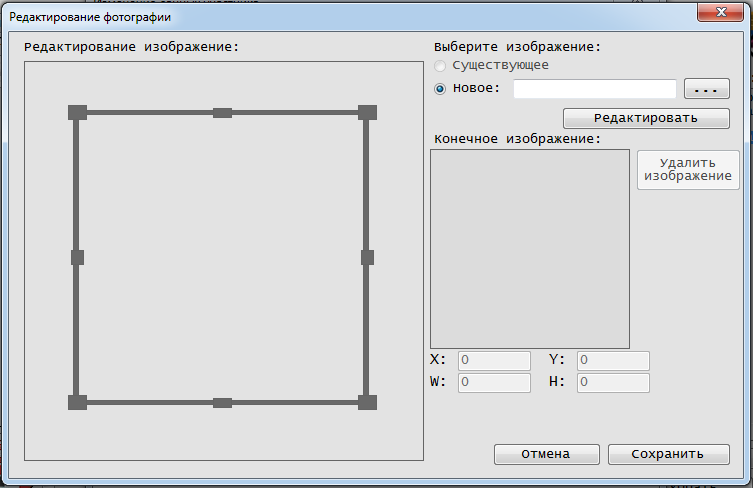 Редактирование фотографии
Редактирование изображение:
Выберите изображение:
Существующее
Новое:
...
Редактировать
Конечное изображение:
Удалить
изображение
X: 0 Y: 0
W: 0 H: 0
Отмена Сохранить